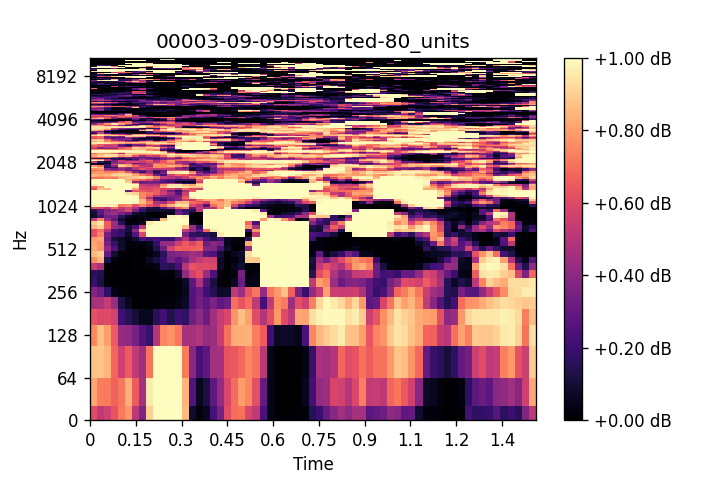 00003-09-09Distorted-80_units
Hz
8192
4096
2048
1024
512
256
128
64
0
0 0.15 0.3 0.45 0.6 0.75 0.9 1.1 1.2 1.4
Time
+1.00 dB
+0.80 dB
+0.60 dB
+0.40 dB
+0.20 dB
+0.00 dB